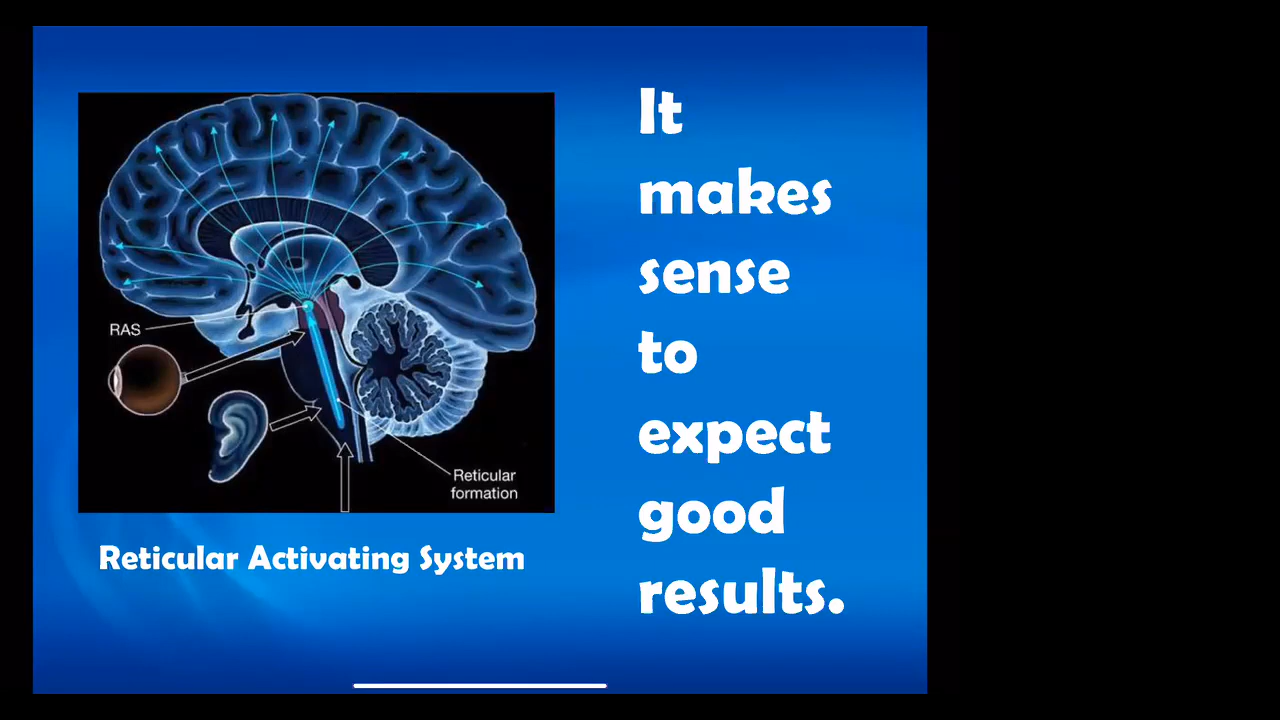 RAS
Reticular
formation
Reticular Activating System
It
makes
sense
to
expect
good
results.